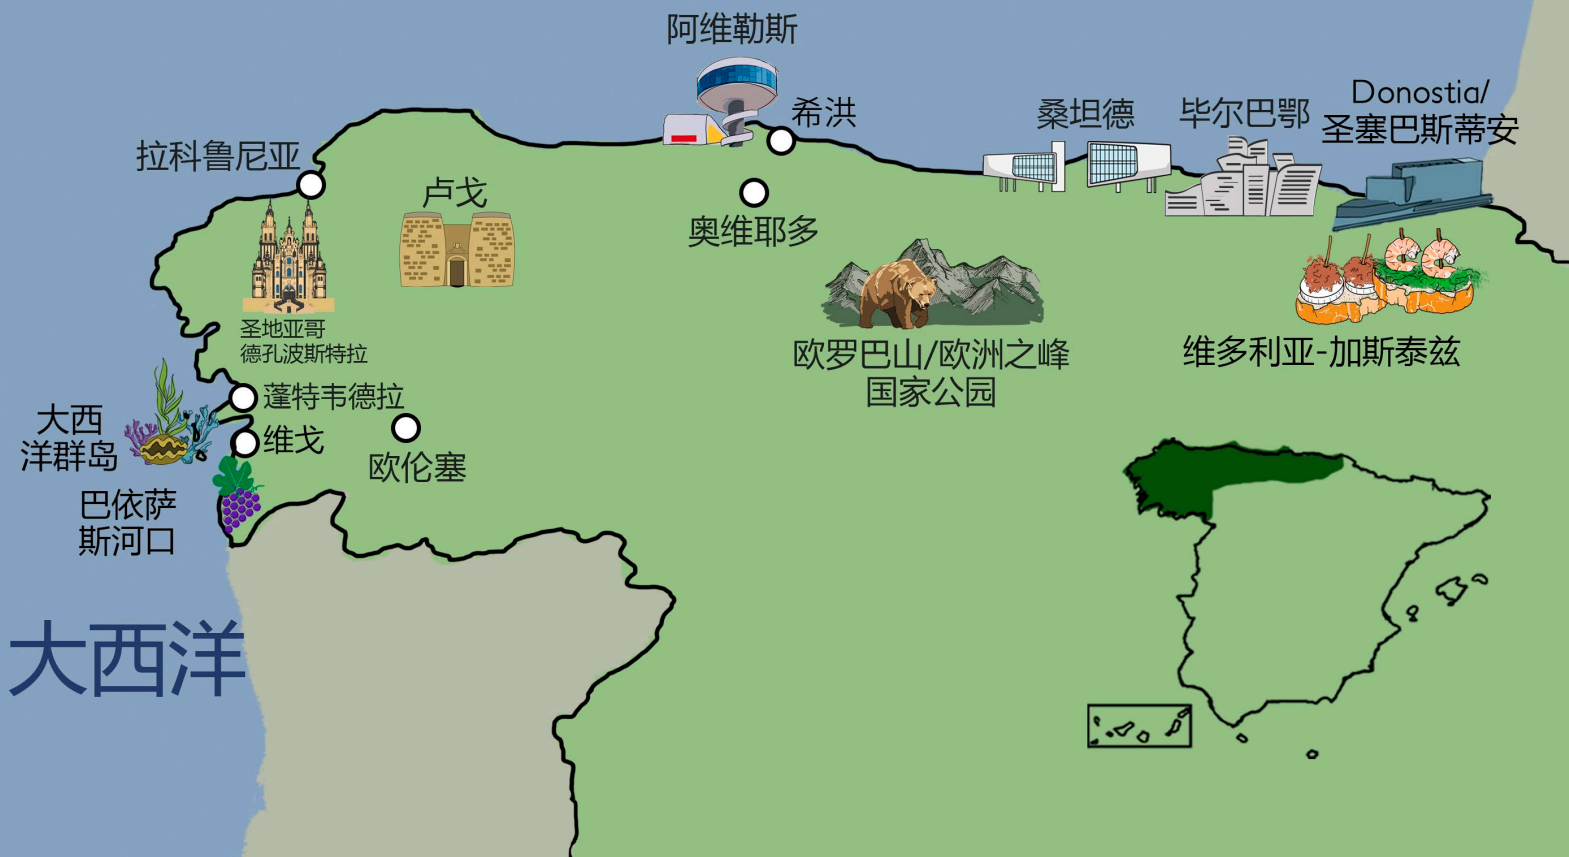 阿维勒斯
希洪
桑坦德
毕尔巴鄂
Donostia/
圣塞巴斯蒂安
拉科鲁尼亚
卢戈
奥维耶多
圣地亚哥
德孔波斯特拉
欧罗巴山/欧洲之峰
国家公园
维多利亚-加斯泰兹
蓬特韦德拉
大西
洋群岛
维戈
欧伦塞
巴依萨
斯河口
大西洋